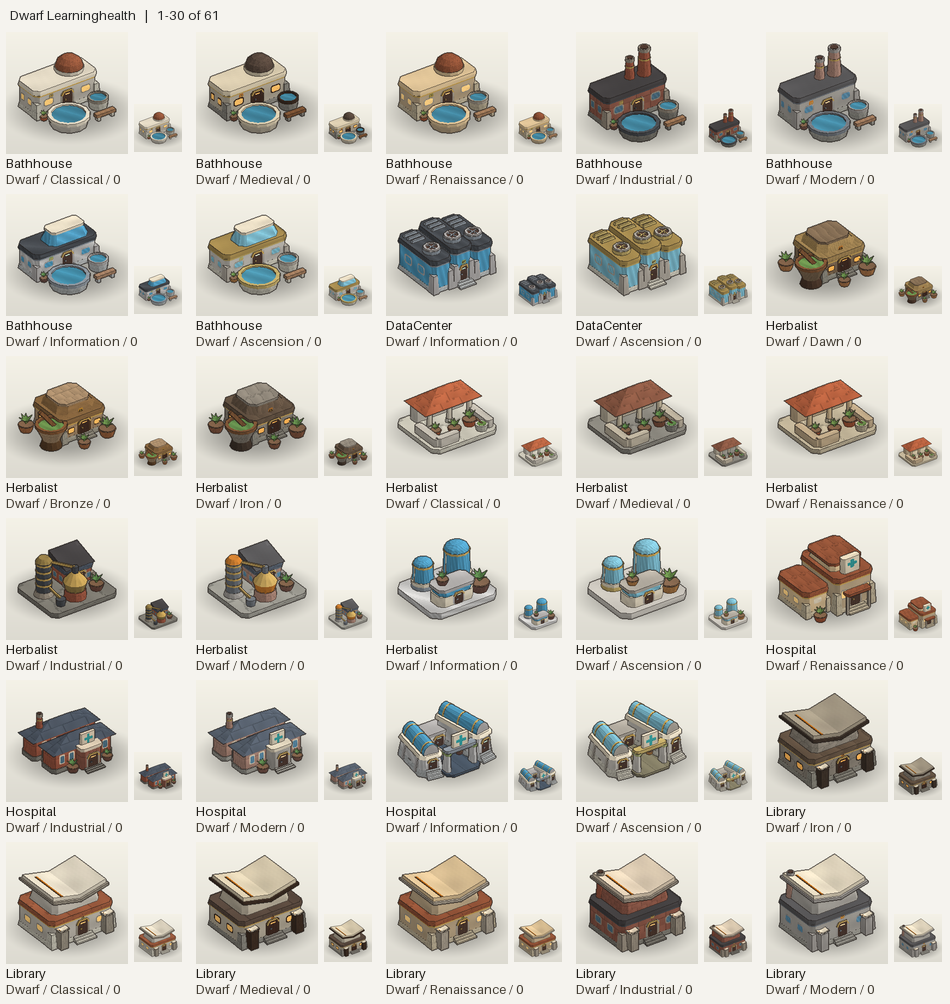 Dwarf Learninghealth | 1-30 of 61
Bathhouse
Dwarf / Classical / 0
Bathhouse
Dwarf / Medieval / 0
Bathhouse
Dwarf / Renaissance / 0
Bathhouse
Dwarf / Industrial / 0
Bathhouse
Dwarf / Modern / 0
Bathhouse
Dwarf / Information / 0
Bathhouse
Dwarf / Ascension / 0
DataCenter
Dwarf / Information / 0
DataCenter
Dwarf / Ascension / 0
Herbalist
Dwarf / Dawn / 0
Herbalist
Dwarf / Bronze / 0
Herbalist
Dwarf / Iron / 0
Herbalist
Dwarf / Classical / 0
Herbalist
Dwarf / Medieval / 0
Herbalist
Dwarf / Renaissance / 0
Herbalist
Dwarf / Industrial / 0
Herbalist
Dwarf / Modern / 0
Herbalist
Dwarf / Information / 0
Herbalist
Dwarf / Ascension / 0
Hospital
Dwarf / Renaissance / 0
Hospital
Dwarf / Industrial / 0
Hospital
Dwarf / Modern / 0
Hospital
Dwarf / Information / 0
Hospital
Dwarf / Ascension / 0
Library
Dwarf / Iron / 0
Library
Dwarf / Classical / 0
Library
Dwarf / Medieval / 0
Library
Dwarf / Renaissance / 0
Library
Dwarf / Industrial / 0
Library
Dwarf / Modern / 0